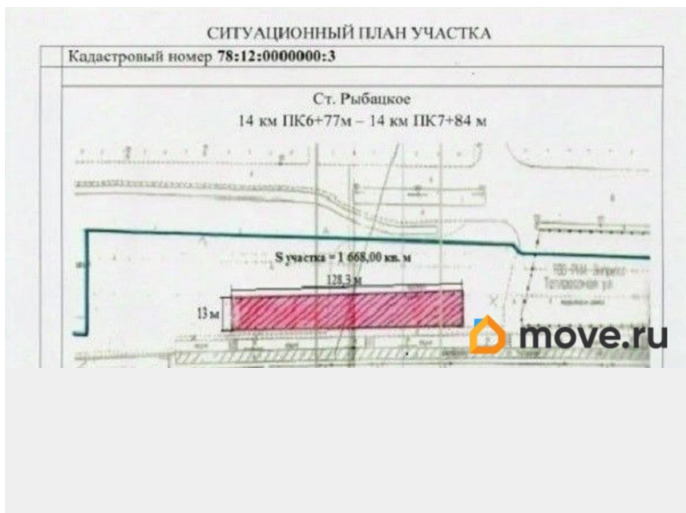 СИТУАЦИОННЫЙ ПЛАН УЧАСТКА
Кадастровый номер 78:12:0000000:3
Ст. Рыбацкое
14 км ПК6+77м – 14 км ПК7+84 м
S участка = 1 668,00 кв. м
128,3 м
13 м
move.ru